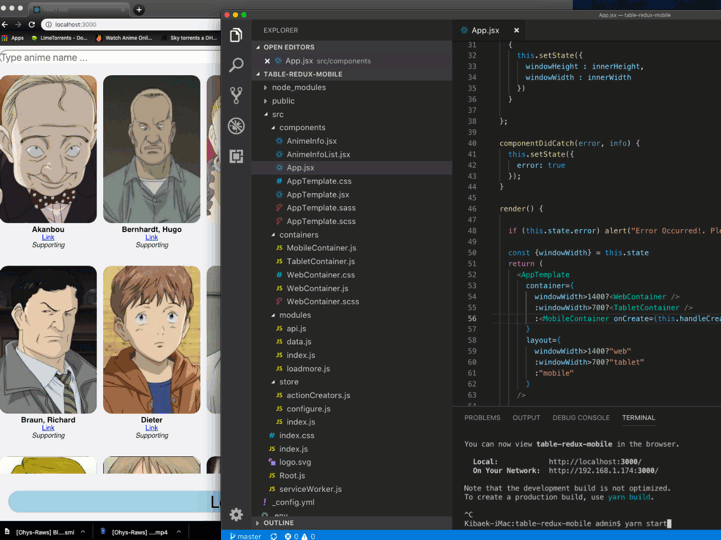 localhost:3000
Apps
LimeTorrents - Do...
Watch Anime Onli...
Sky torrents a DH...
Type anime name ...
Akanbou
Link
Supporting
Bernhardt, Hugo
Link
Supporting
Braun, Richard
Link
Supporting
Dieter
Link
Supporting
[Ohys-Raws] Bl....smi
[Ohys-Raws] ....mp4
App.jsx — table-redux-mobile
EXPLORER
OPEN EDITORS
App.jsx src/components
TABLE-REDUX-MOBILE
node_modules
public
src
components
AnimeInfo.jsx
AnimeInfoList.jsx
App.jsx
AppTemplate.css
AppTemplate.jsx
AppTemplate.sass
AppTemplate.scss
containers
MobileContainer.js
TabletContainer.js
WebContainer.css
WebContainer.js
WebContainer.scss
modules
api.js
data.js
index.js
loadmore.js
store
actionCreators.js
configure.js
index.js
index.css
index.js
logo.svg
Root.js
serviceWorker.js
_config.yml
.env
OUTLINE
master
0
0
App.jsx
31 {
32 this.setState({
33 windowHeight : innerHeight,
34 windowWidth : innerWidth
35 })
36 }
37
38 };
39
40 componentDidCatch(error, info) {
41 this.setState({
42 error: true
43 });
44 }
45
46 render() {
47
48 if (this.state.error) alert("Error Occurred!. Ple
49
50 const {windowWidth} = this.state
51 return (
52 <AppTemplate
53 container={
54 windowWidth>1400?<WebContainer />
55 :windowWidth>700?<TabletContainer />
56 :<MobileContainer onCreate={this.handleCrea
57 }
58 layout={
59 windowWidth>1400?"web"
60 :windowWidth>700?"tablet"
61 :"mobile"
62 }
63 />
PROBLEMS OUTPUT DEBUG CONSOLE TERMINAL
You can now view table-redux-mobile in the browser.
Local: http://localhost:3000/
On Your Network: http://192.168.1.174:3000/
Note that the development build is not optimized.
To create a production build, use yarn build.
^C
Kibaek-iMac:table-redux-mobile admin$ yarn start